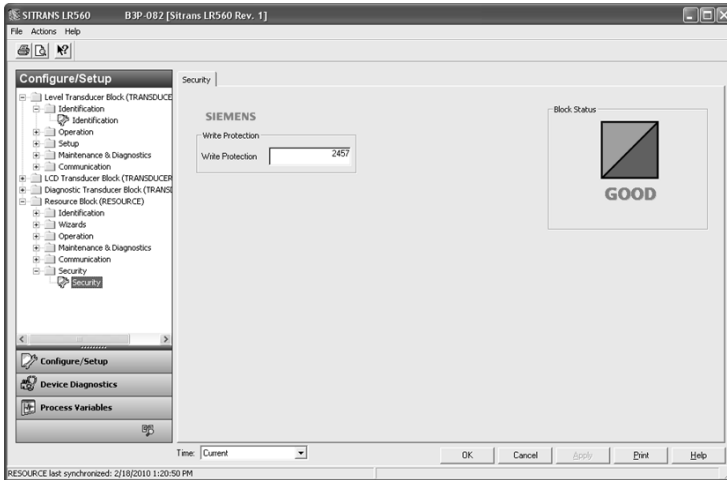 SITRANS LR560 B3P-082 [Sitrans LR560 Rev. 1]
File Actions Help
Configure/Setup
Level Transducer Block (TRANSDUCE
Identification
Identification
Operation
Setup
Maintenance & Diagnostics
Communication
LCD Transducer Block (TRANSDUCER
Diagnostic Transducer Block (TRANSD
Resource Block (RESOURCE)
Identification
Wizards
Operation
Maintenance & Diagnostics
Communication
Security
Security
Configure/Setup
Device Diagnostics
Process Variables
Security
SIEMENS
Write Protection
Write Protection 2457
Block Status
GOOD
Time: Current
OK Cancel Apply Print Help
RESOURCE last synchronized: 2/18/2010 1:20:50 PM